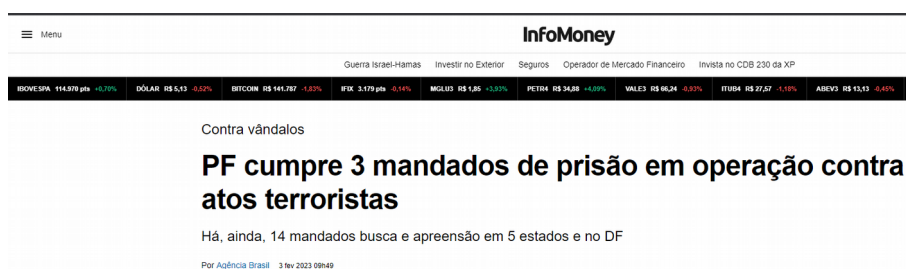 Menu
InfoMoney
Guerra Israel-Hamas Investir no Exterior Seguros Operador de Mercado Financeiro Invista no CDB 230 da XP
IBOVESPA 114.970 pts +0,70% DÓLAR R$ 5,13 -0,52% BITCOIN R$ 141.787 -1,83% IFIX 3.179 pts -0,14% MGLU3 R$ 1,85 +3,93% PETR4 R$ 34,88 +4,09% VALE3 R$ 66,24 -0,93% ITUB4 R$ 27,57 -1,18% ABEV3 R$ 13,13 -0,45%
Contra vândalos
PF cumpre 3 mandados de prisão em operação contra
atos terroristas
Há, ainda, 14 mandados busca e apreensão em 5 estados e no DF
Por Agência Brasil 3 fev 2023 09h49